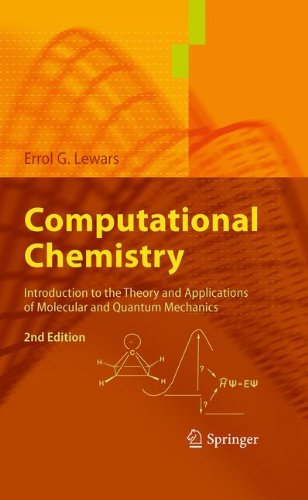 Errol G. Lewars
Computational
Chemistry
Introduction to the Theory and Applications
of Molecular and Quantum Mechanics
2nd Edition
C
ĤΨ=EΨ
?
?
Springer